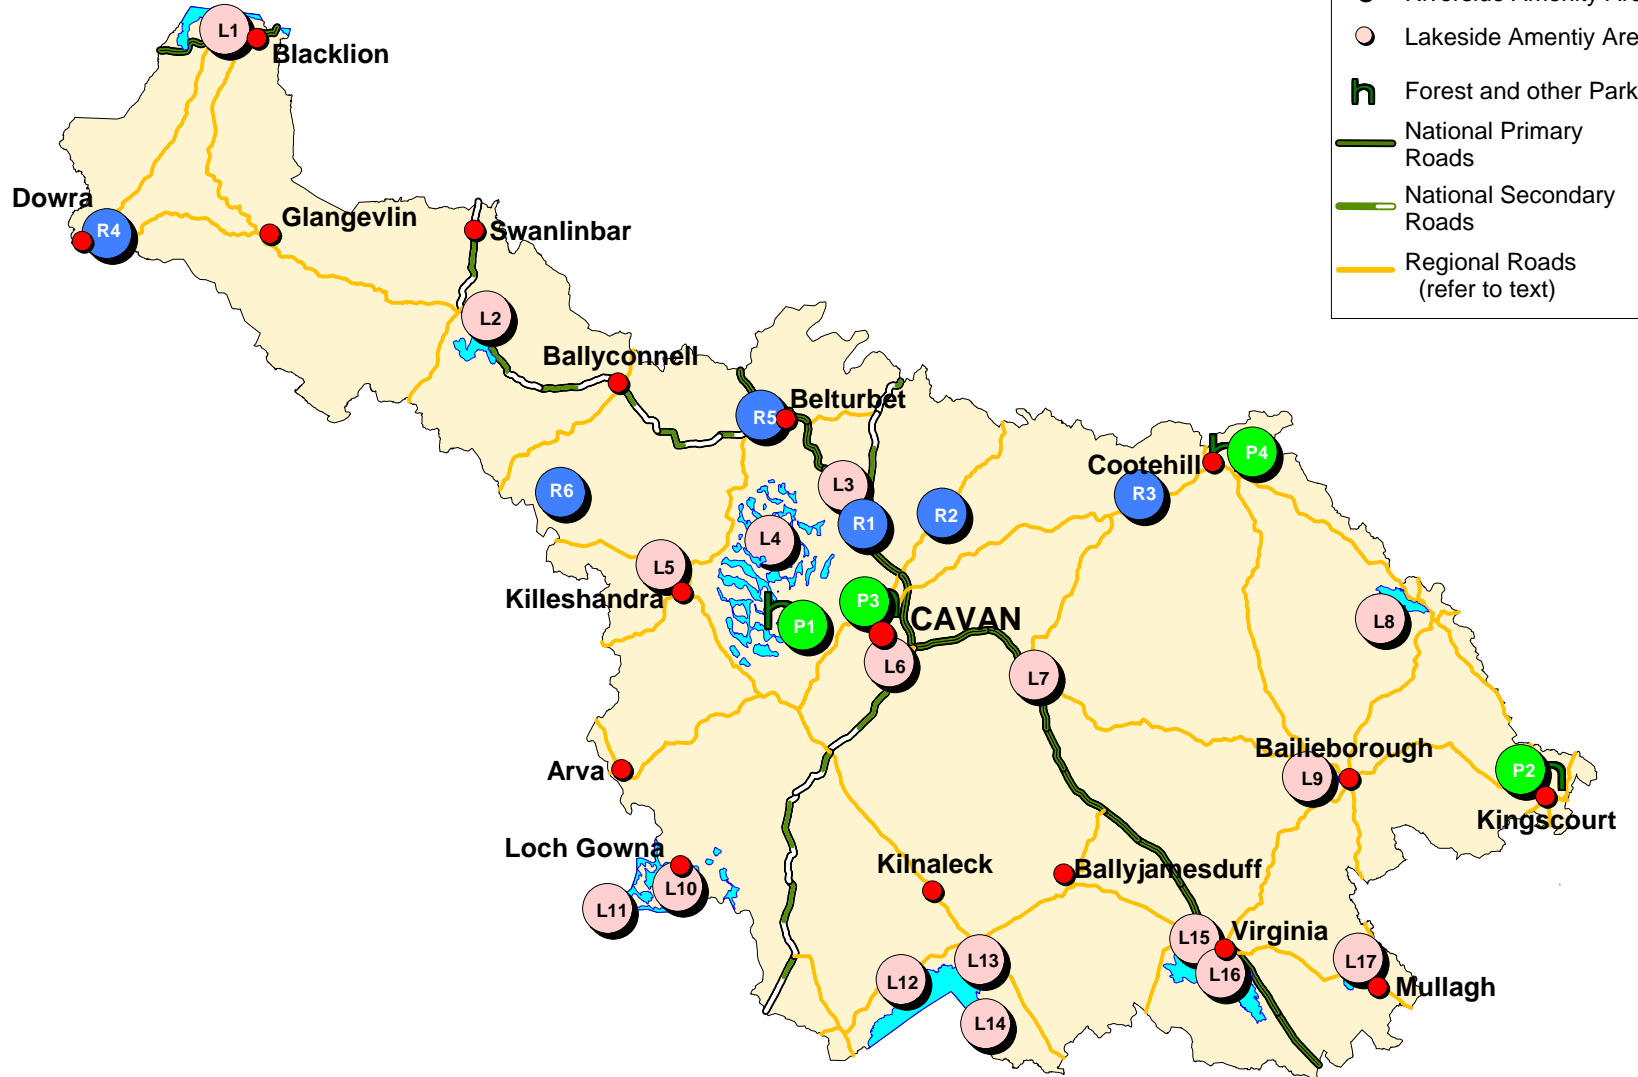 Lakeside Amentiy Are
Forest and other Park
National Primary
Roads
National Secondary
Roads
Regional Roads
(refer to text)
L1
Blacklion
Dowra
R4
Glangevlin
Swanlinbar
L2
Ballyconnell
R5
Belturbet
R6
L3
R1
R2
Cootehill
P4
R3
L4
L5
Killeshandra
P1
P3
CAVAN
L6
L7
L8
Arva
Bailieborough
L9
P2
Kingscourt
Loch Gowna
L10
L11
Kilnaleck
Ballyjamesduff
L15
Virginia
L16
L12
L13
L14
L17
Mullagh